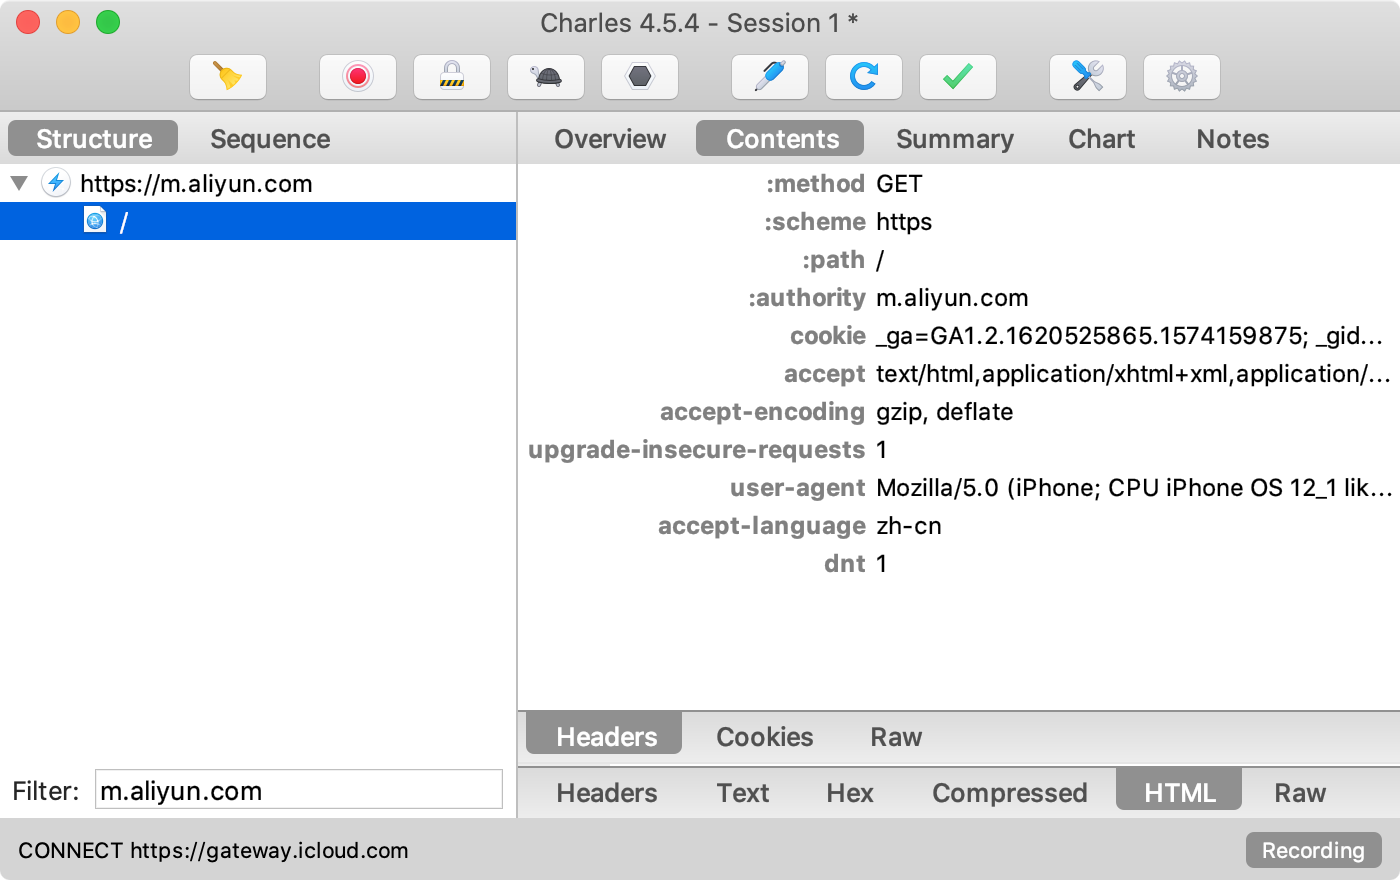 Charles 4.5.4 - Session 1 *
Structure Sequence
Overview Contents Summary Chart Notes
https://m.aliyun.com
/
:method GET
:scheme https
:path /
:authority m.aliyun.com
cookie _ga=GA1.2.1620525865.1574159875; _gid...
accept text/html,application/xhtml+xml,application/...
accept-encoding gzip, deflate
upgrade-insecure-requests 1
user-agent Mozilla/5.0 (iPhone; CPU iPhone OS 12_1 lik...
accept-language zh-cn
dnt 1
Headers Cookies Raw
Headers Text Hex Compressed HTML Raw
Filter: m.aliyun.com
CONNECT https://gateway.icloud.com
Recording